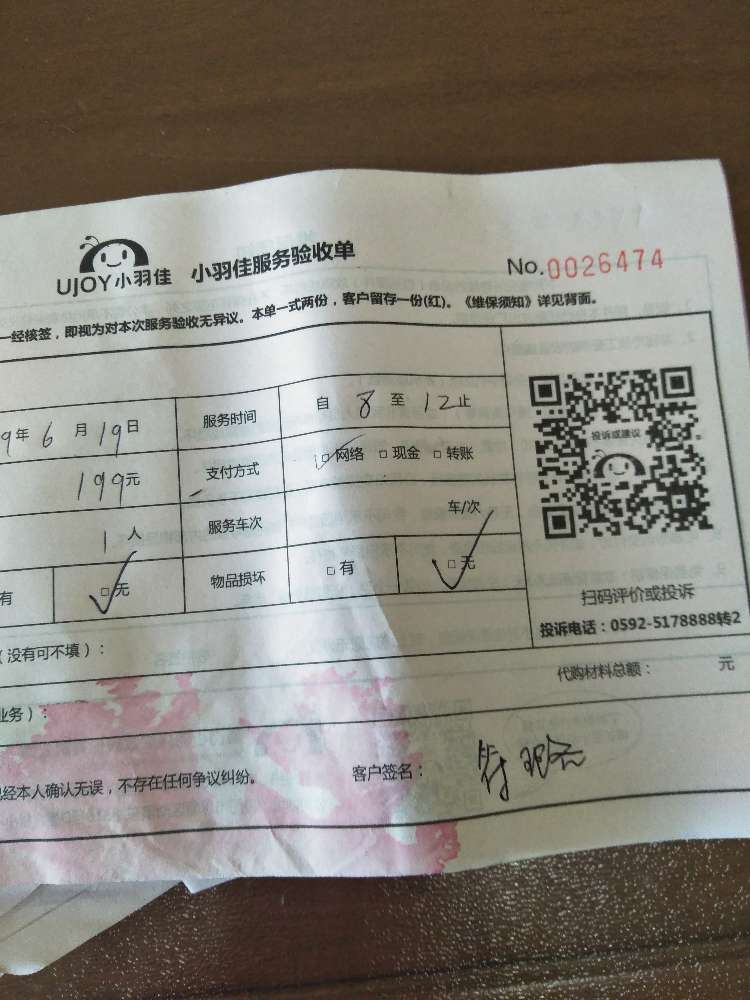 UJOY小羽佳 小羽佳服务验收单
No.0026474
一经核签，即视为对本次服务验收无异议。本单一式两份，客户留存一份(红)。《维保须知》详见背面。
9年6月19日 服务时间 自8至12止
199元 支付方式 □网络 □现金 □转账
1人 服务车次 车/次
有 □无 物品损坏 □有 □无
投诉或建议
扫码评价或投诉
投诉电话：0592-5178888转2
（没有可不填）：
代购材料总额： 元
业务）：
已经本人确认无误，不存在任何争议纠纷。 客户签名：